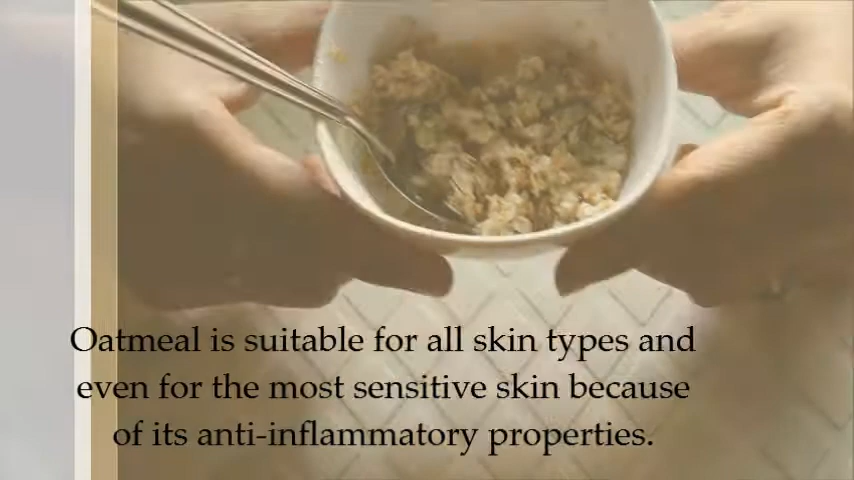 Oatmeal is suitable for all skin types and
even for the most sensitive skin because
of its anti-inflammatory properties.